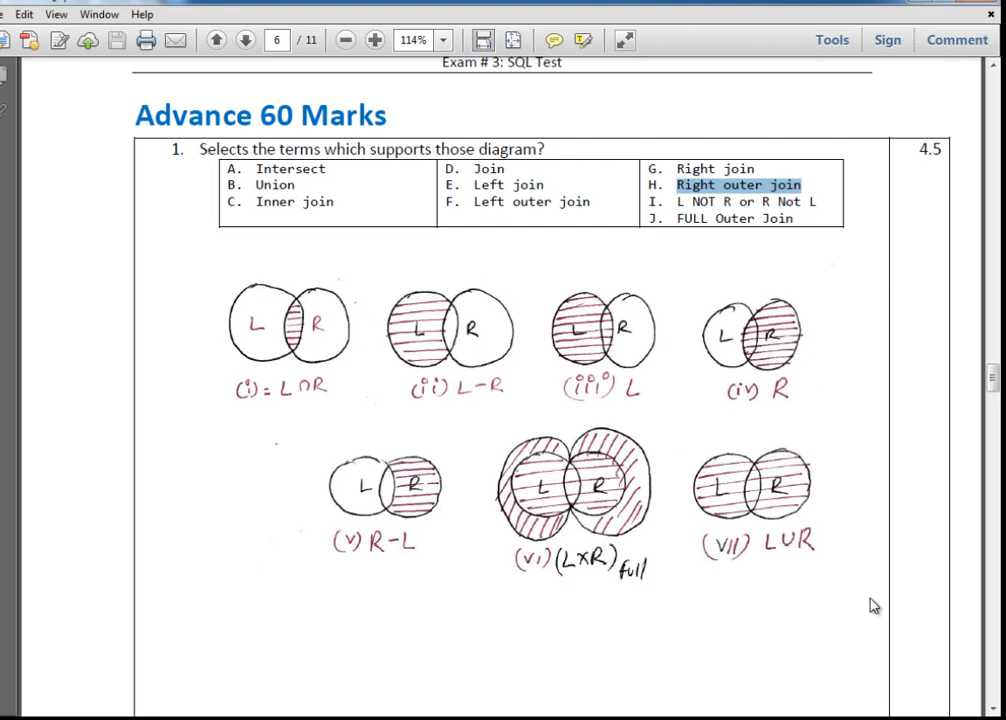 Edit View Window Help
6 / 11 114% Tools Sign Comment
Exam # 3: SQL Test
Advance 60 Marks
1. Selects the terms which supports those diagram? 4.5
A. Intersect D. Join G. Right join
B. Union E. Left join H. Right outer join
C. Inner join F. Left outer join I. L NOT R or R Not L
J. FULL Outer Join
L R L R L R L R
(i) = L ∩ R (ii) L - R (iii) L (iv) R
L R L R L R
(v) R - L (vi) (L×R) full (vii) L ∪ R